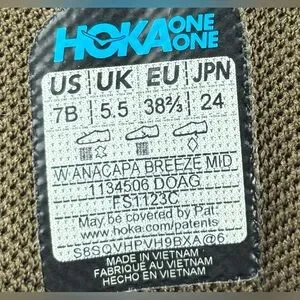 HOKA ONE ONE
US UK EU JPN
7B 5.5 38⅔ 24
W ANACAPA BREEZE MID
1134506 DOAG
FS1123C
May be covered by Pat.
www.hoka.com/patents
S8SQVHPVH9BXA@6
MADE IN VIETNAM
FABRIQUÉ AU VIETNAM
HECHO EN VIETNAM